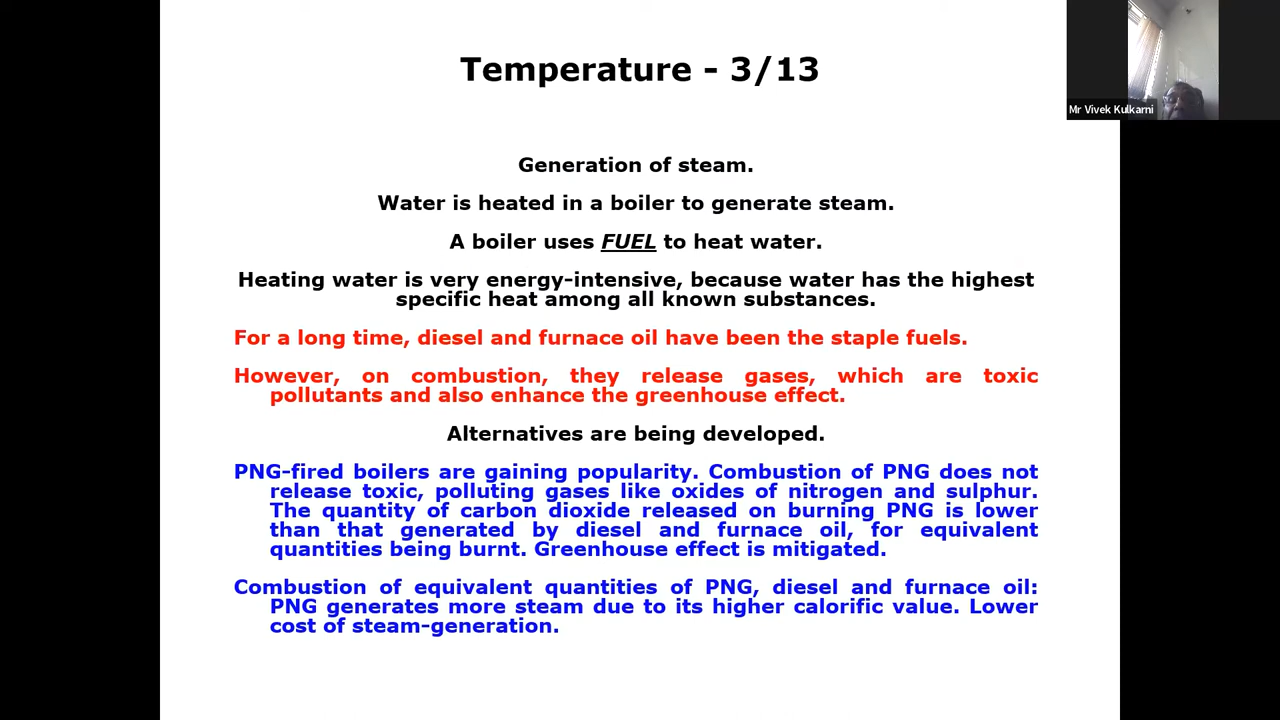 Temperature - 3/13
Mr Vivek Kulkarni
Generation of steam.
Water is heated in a boiler to generate steam.
A boiler uses FUEL to heat water.
Heating water is very energy-intensive, because water has the highest
specific heat among all known substances.
For a long time, diesel and furnace oil have been the staple fuels.
However, on combustion, they release gases, which are toxic
pollutants and also enhance the greenhouse effect.
Alternatives are being developed.
PNG-fired boilers are gaining popularity. Combustion of PNG does not
release toxic, polluting gases like oxides of nitrogen and sulphur.
The quantity of carbon dioxide released on burning PNG is lower
than that generated by diesel and furnace oil, for equivalent
quantities being burnt. Greenhouse effect is mitigated.
Combustion of equivalent quantities of PNG, diesel and furnace oil:
PNG generates more steam due to its higher calorific value. Lower
cost of steam-generation.